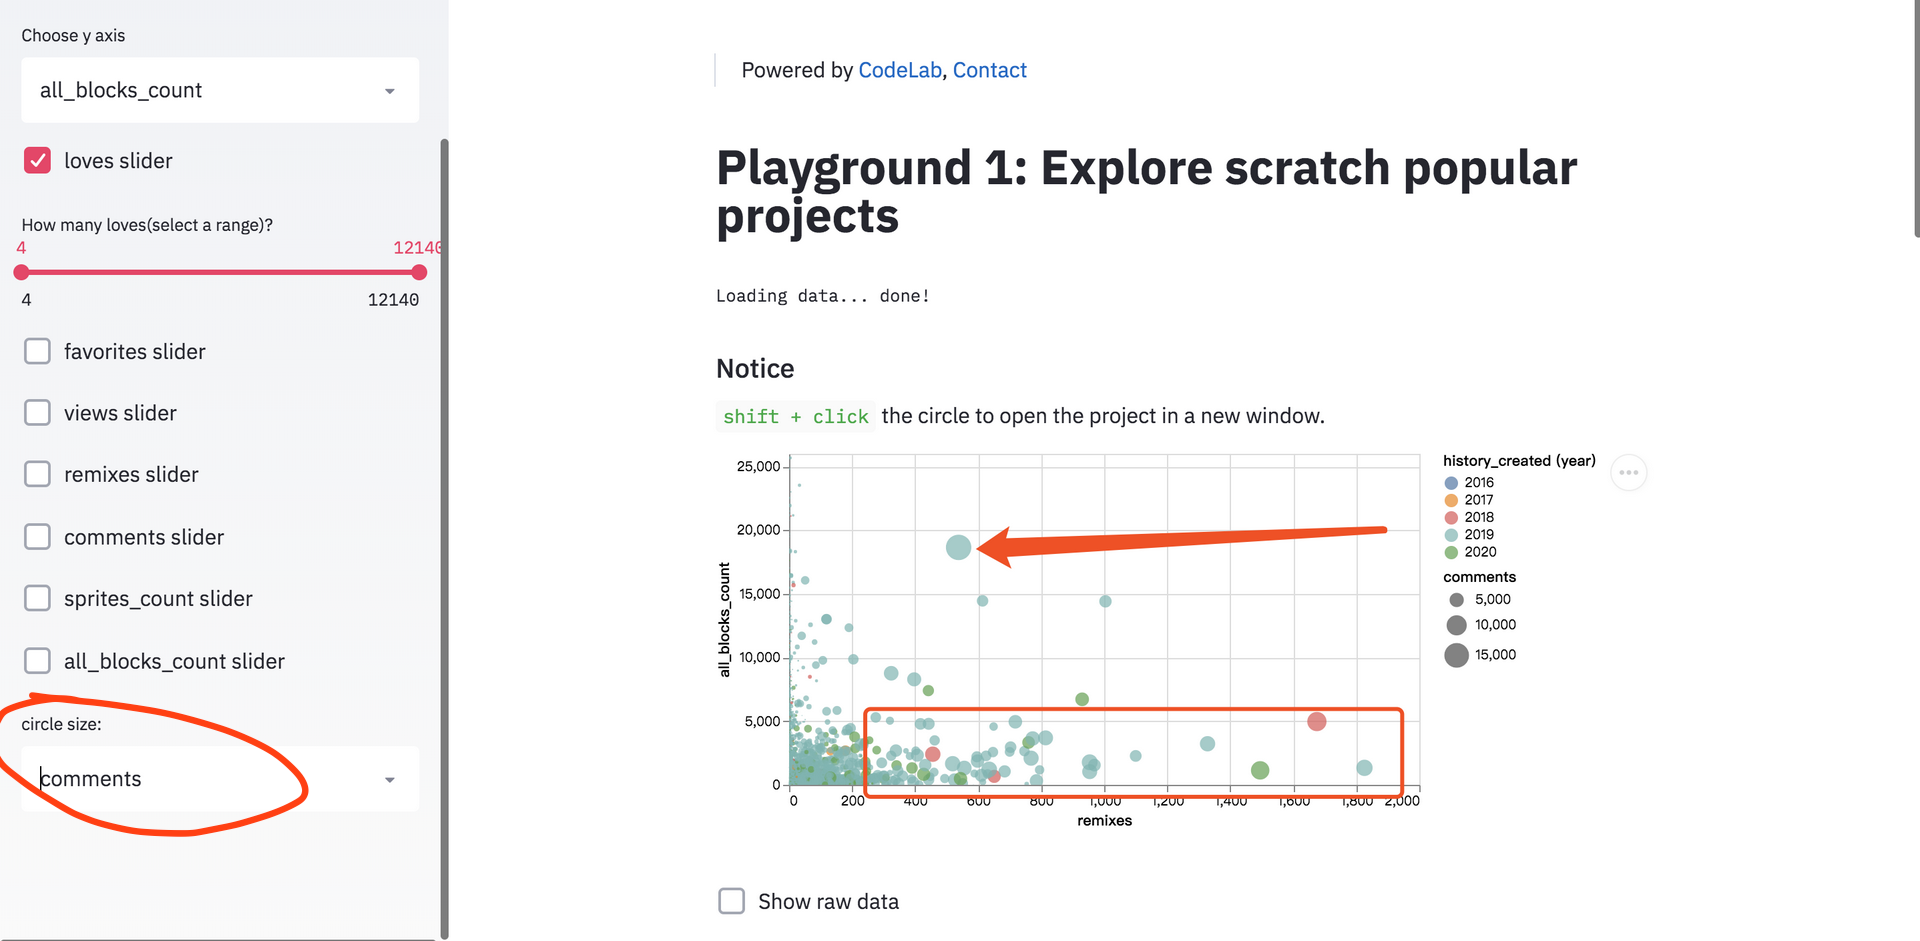 Choose y axis
all_blocks_count
loves slider
How many loves(select a range)?
4 12140
4 12140
favorites slider
views slider
remixes slider
comments slider
sprites_count slider
all_blocks_count slider
circle size:
comments
Powered by CodeLab, Contact
Playground 1: Explore scratch popular
projects
Loading data... done!
Notice
shift + click the circle to open the project in a new window.
25,000
20,000
15,000
10,000
5,000
0
all_blocks_count
0 200 400 600 800 1,000 1,200 1,400 1,600 1,800 2,000
remixes
history_created (year)
2016
2017
2018
2019
2020
comments
5,000
10,000
15,000
Show raw data